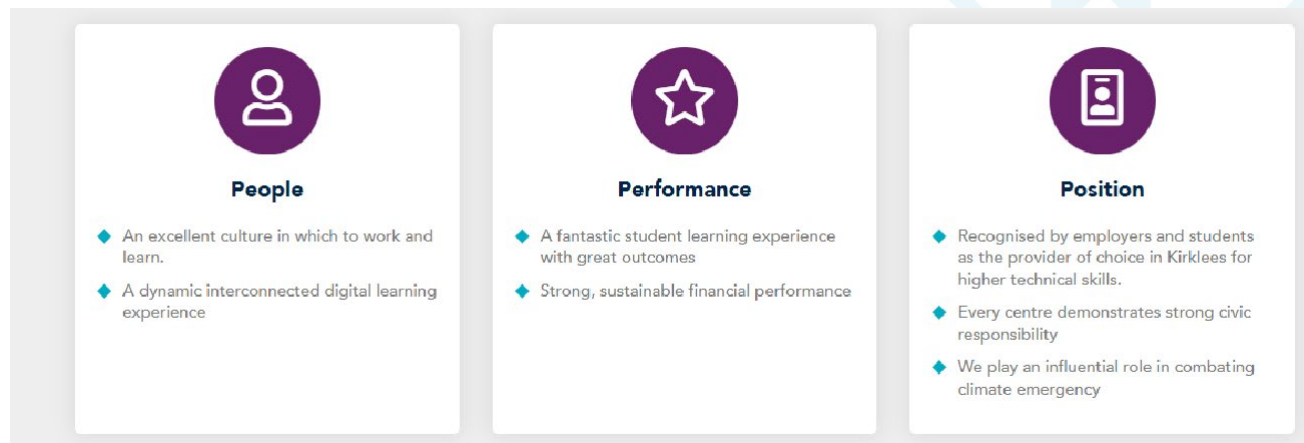 People
An excellent culture in which to work and
learn.
A dynamic interconnected digital learning
experience
Performance
A fantastic student learning experience
with great outcomes
Strong, sustainable financial performance
Position
Recognised by employers and students
as the provider of choice in Kirklees for
higher technical skills.
Every centre demonstrates strong civic
responsibility
We play an influential role in combating
climate emergency